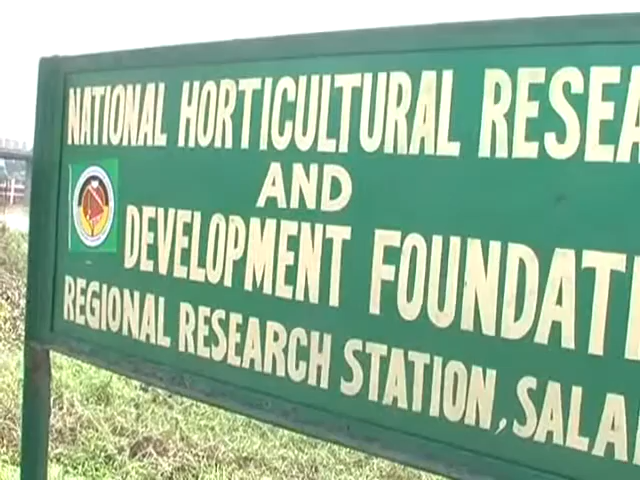 NATIONAL HORTICULTURAL RESEA
AND
DEVELOPMENT FOUNDATI
REGIONAL RESEARCH STATION, SALA